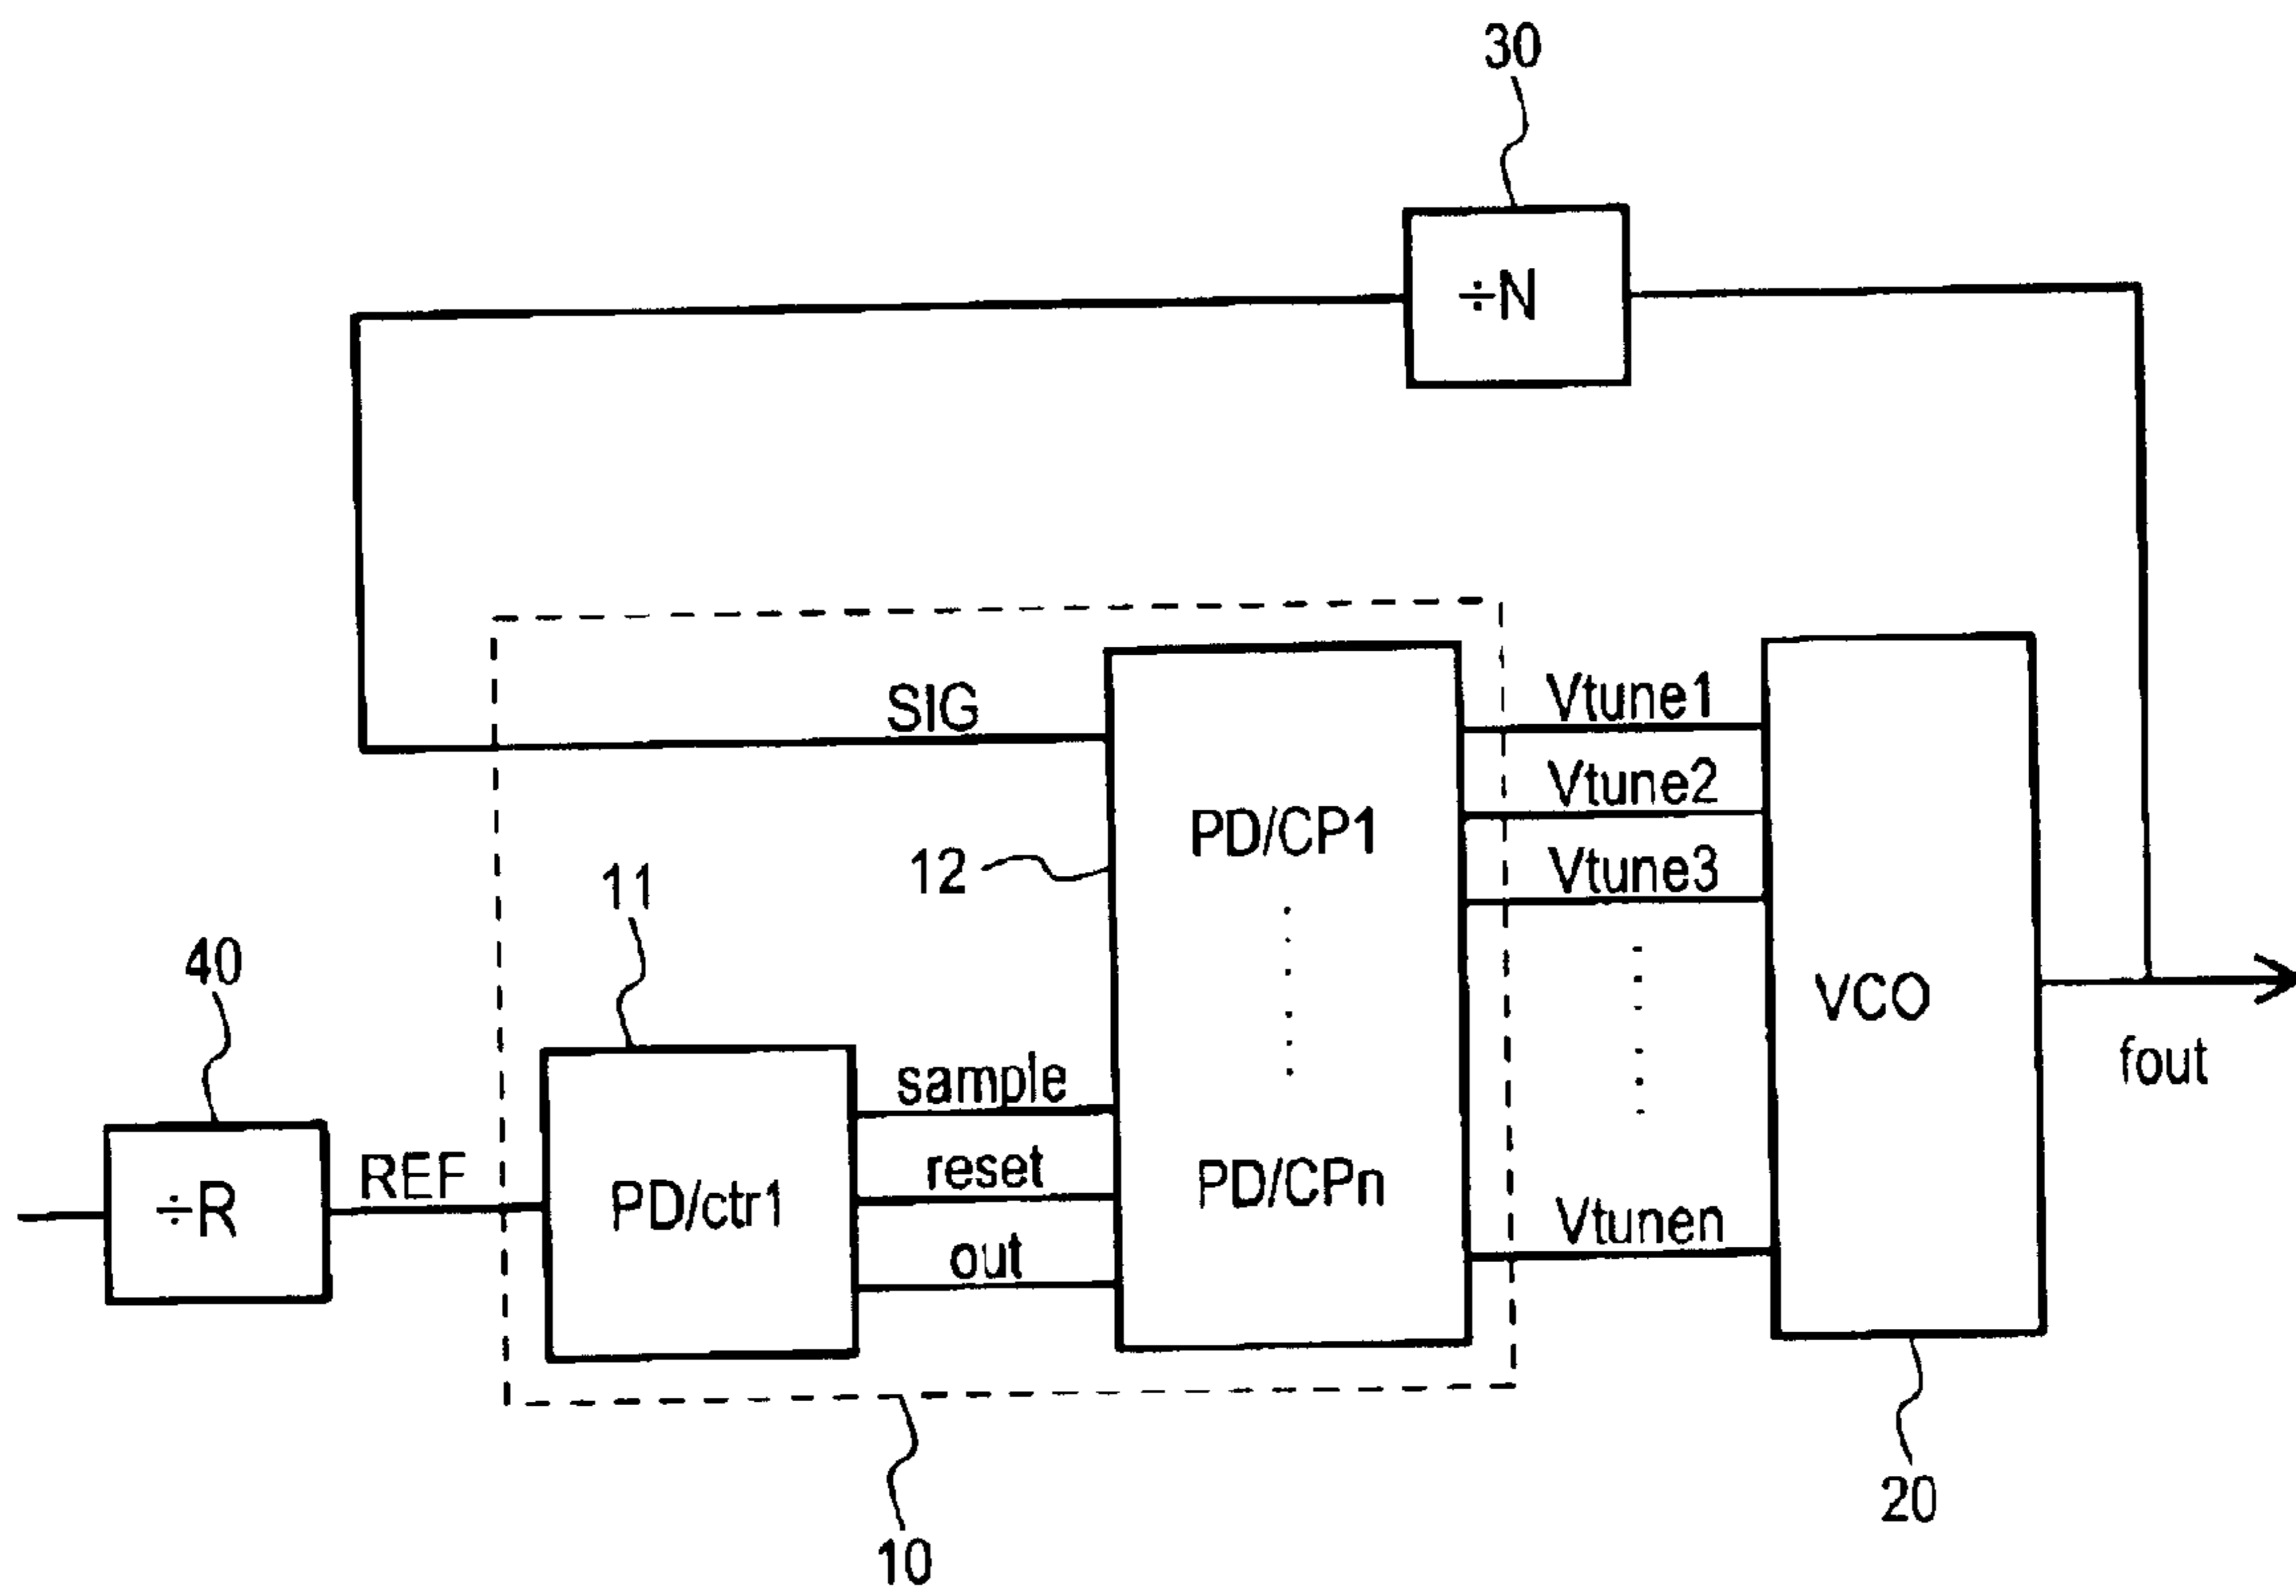 30
÷N
SIG
Vtune1
Vtune2
Vtune3
PD/CP1
12
11
40
VCO
fout
sample
reset
out
REF
÷R
PD/ctr1
PD/CPn
Vtunen
20
10